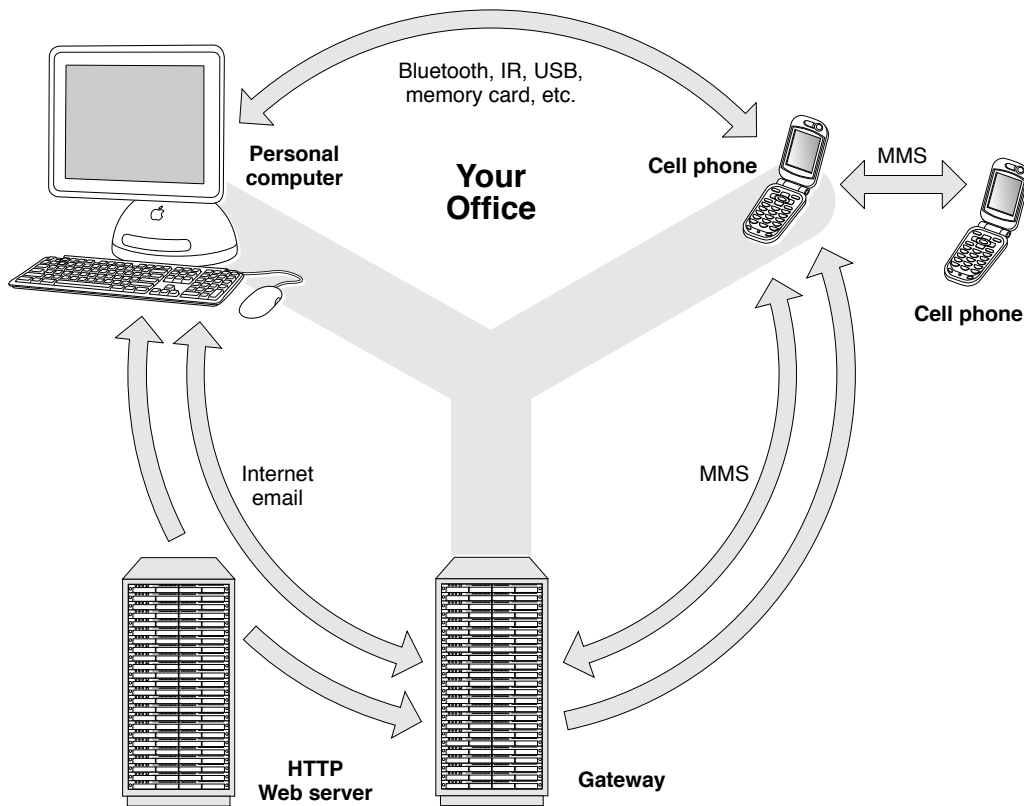 Bluetooth, IR, USB,
memory card, etc.
Personal
computer
Your
Office
Cell phone
MMS
Cell phone
Internet
email
MMS
HTTP
Web server
Gateway